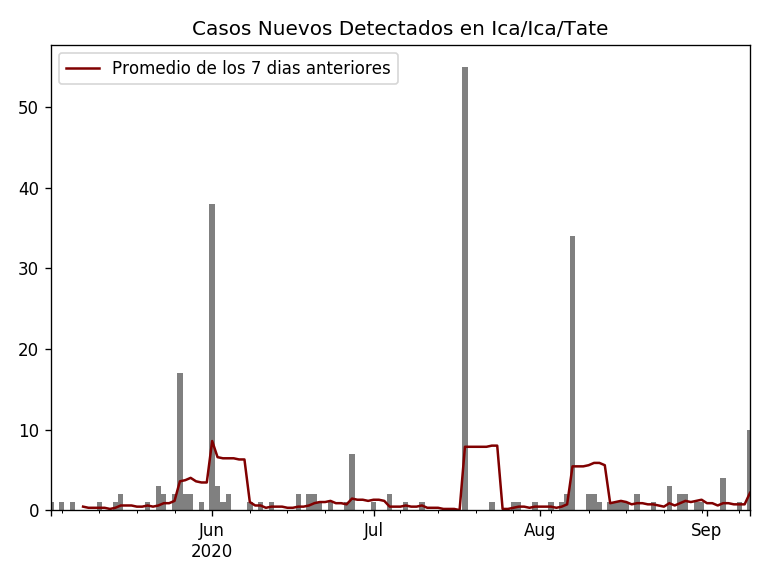 Casos Nuevos Detectados en Ica/Ica/Tate
Promedio de los 7 dias anteriores
50
40
30
20
10
0
Jun Jul Aug Sep
2020